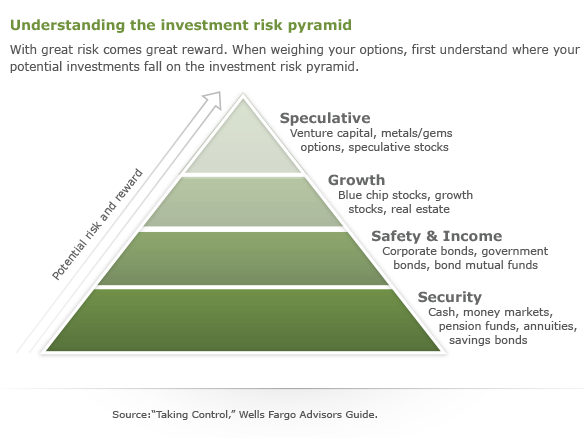 Understanding the investment risk pyramid
With great risk comes great reward. When weighing your options, first understand where your
potential investments fall on the investment risk pyramid.
Speculative
Venture capital, metals/gems
options, speculative stocks
Growth
Blue chip stocks, growth
stocks, real estate
Potential risk and reward
Safety & Income
Corporate bonds, government
bonds, bond mutual funds
Security
Cash, money markets,
pension funds, annuities,
savings bonds
Source:“Taking Control,” Wells Fargo Advisors Guide.